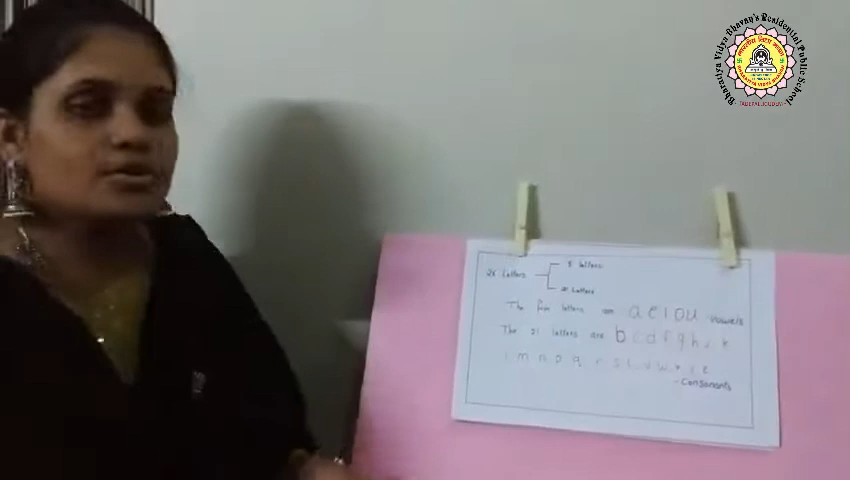 Bharatiya Vidya Bhavan's Residential Public School
26 letters
5 letters
21 letters
The five letters are a e i o u vowels
The 21 letters are b c d f g h j k
l m n p q r s t v w x y z
- Consonants